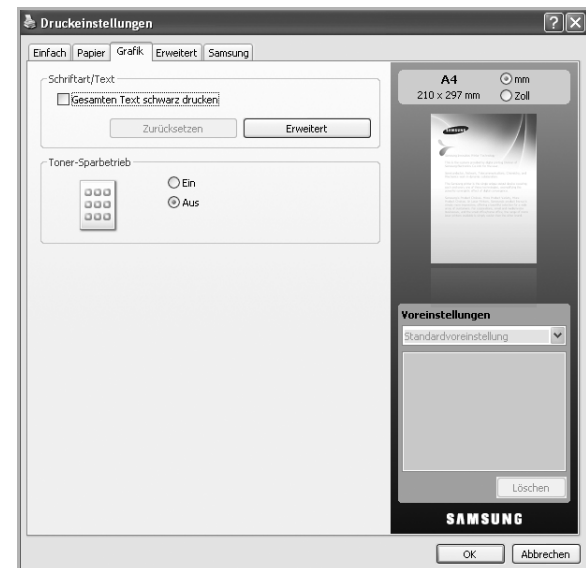 Druckeinstellungen
Einfach Papier Grafik Erweitert Samsung
Schriftart/Text
Gesamten Text schwarz drucken
Zurücksetzen Erweitert
Toner-Sparbetrieb
Ein
Aus
A4
210 x 297 mm
mm
Zoll
SAMSUNG
Voreinstellungen
Standardvoreinstellung
Löschen
SAMSUNG
OK Abbrechen